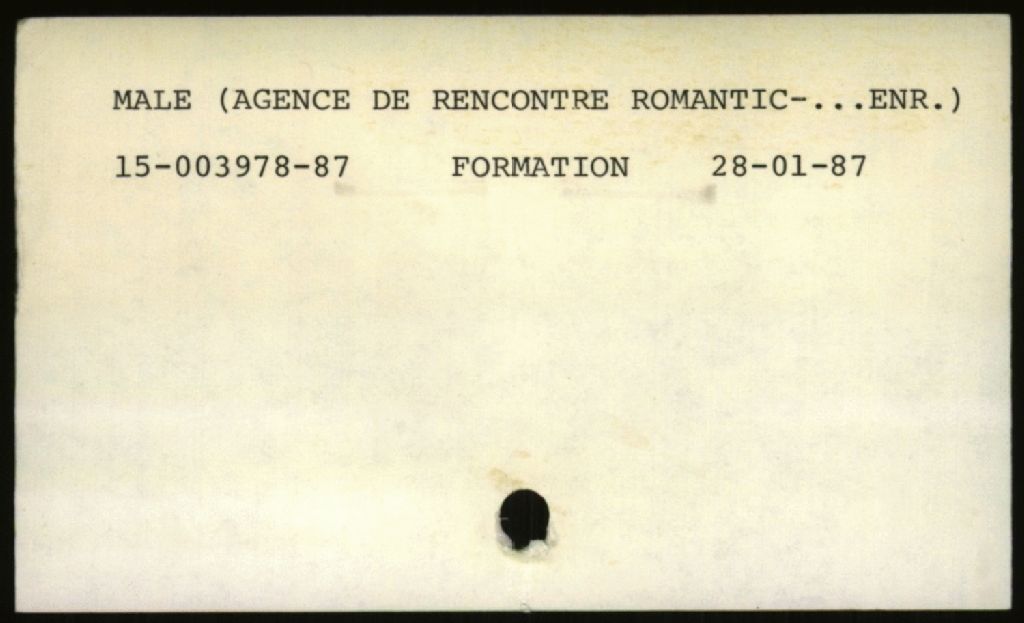 MALE (AGENCE DE RENCONTRE ROMANTIC-...ENR.)
15-003978-87 FORMATION 28-01-87